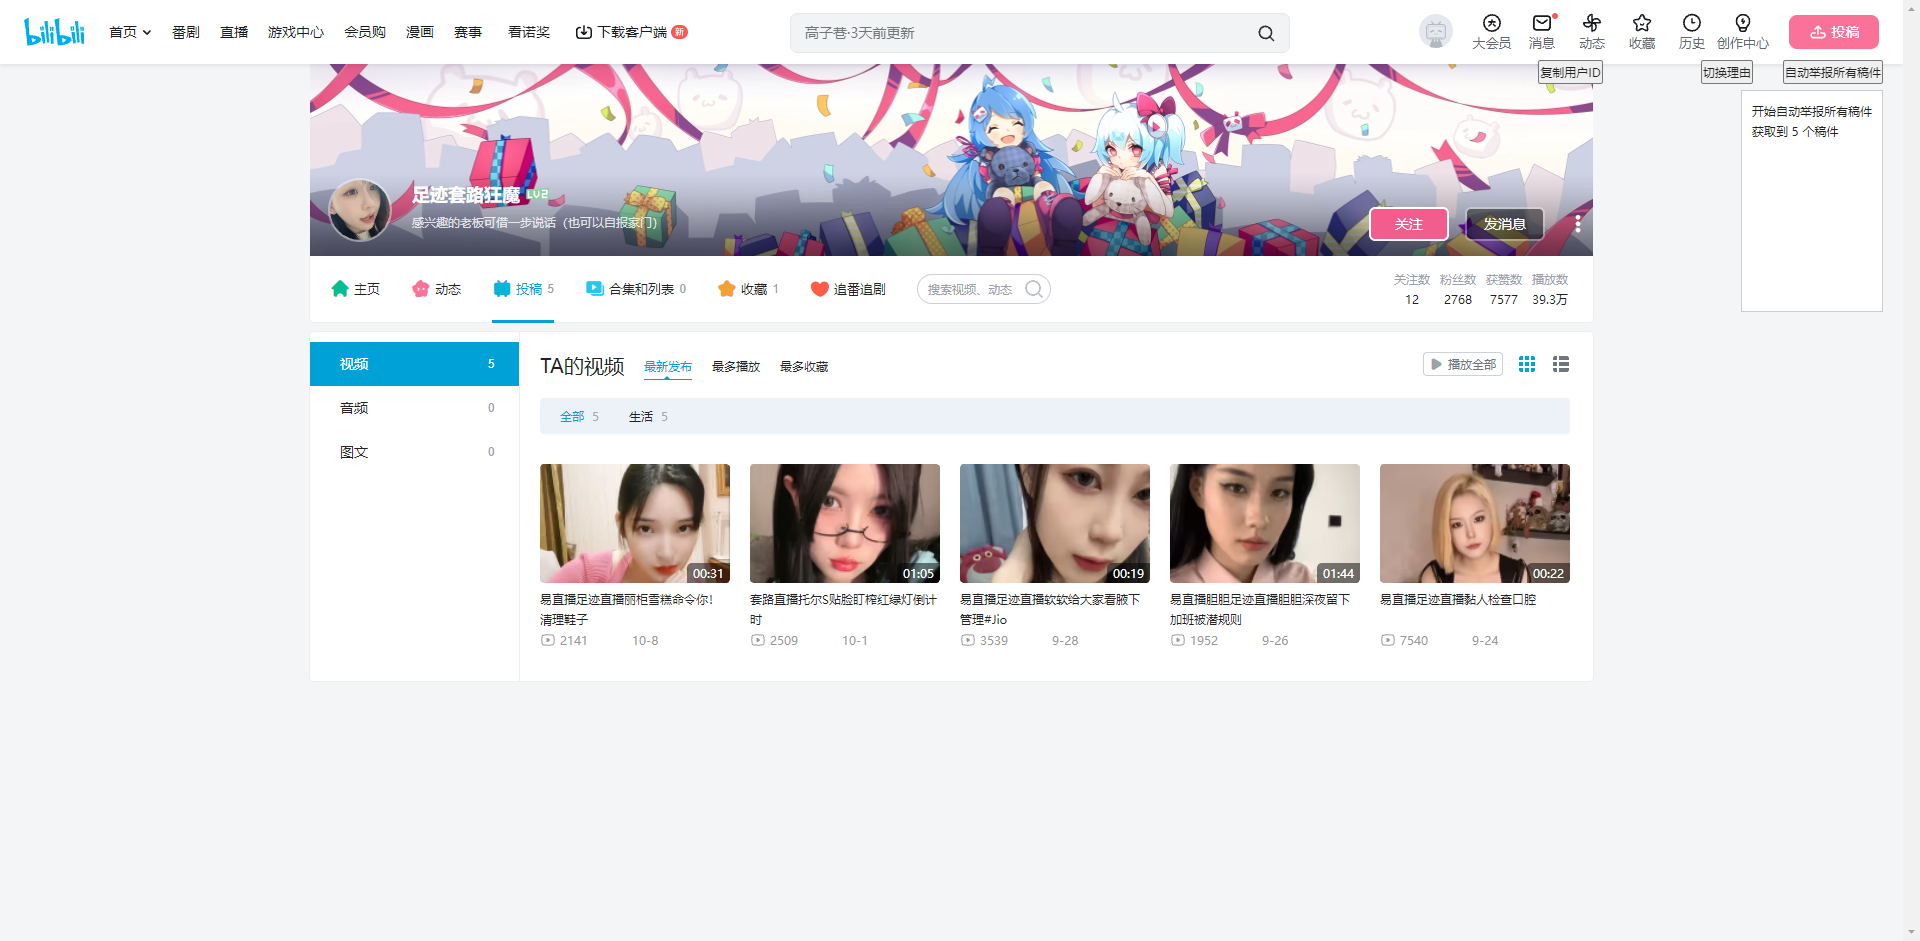 bilibili 首页 番剧 直播 游戏中心 会员购 漫画 赛事 看诺奖 下载客户端 新
高子巷·3天前更新
大会员 消息 动态 收藏 历史 创作中心 投稿
复制用户ID 切换理由 自动举报所有稿件
开始自动举报所有稿件
获取到 5 个稿件
足迹套路狂魔 LV2
感兴趣的老板可借一步说话（也可以自报家门）
关注 发消息
主页 动态 投稿 5 合集和列表 0 收藏 1 追番追剧 搜索视频、动态
关注数 粉丝数 获赞数 播放数
12 2768 7577 39.3万
视频 5
音频 0
图文 0
TA的视频 最新发布 最多播放 最多收藏 播放全部
全部 5 生活 5
00:31
易直播足迹直播丽柜雪糕命令你！
清理鞋子
2141 10-8
01:05
套路直播托尔S贴脸盯榨红绿灯倒计
时
2509 10-1
00:19
易直播足迹直播软软给大家看腋下
管理#Jio
3539 9-28
01:44
易直播胆胆足迹直播胆胆深夜留下
加班被潜规则
1952 9-26
00:22
易直播足迹直播黏人检查口腔
7540 9-24